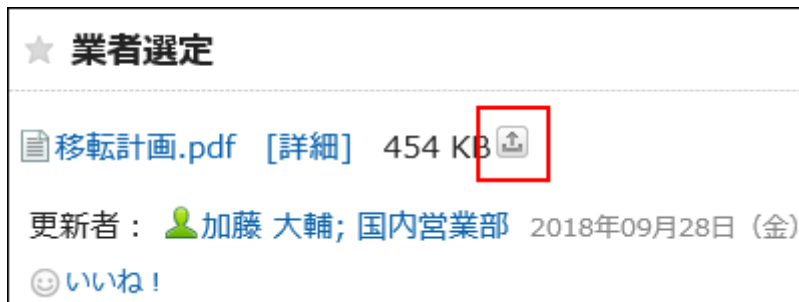 業者選定
移転計画.pdf [詳細] 454 KB
更新者： 加藤 大輔; 国内営業部 2018年09月28日（金）
いいね！